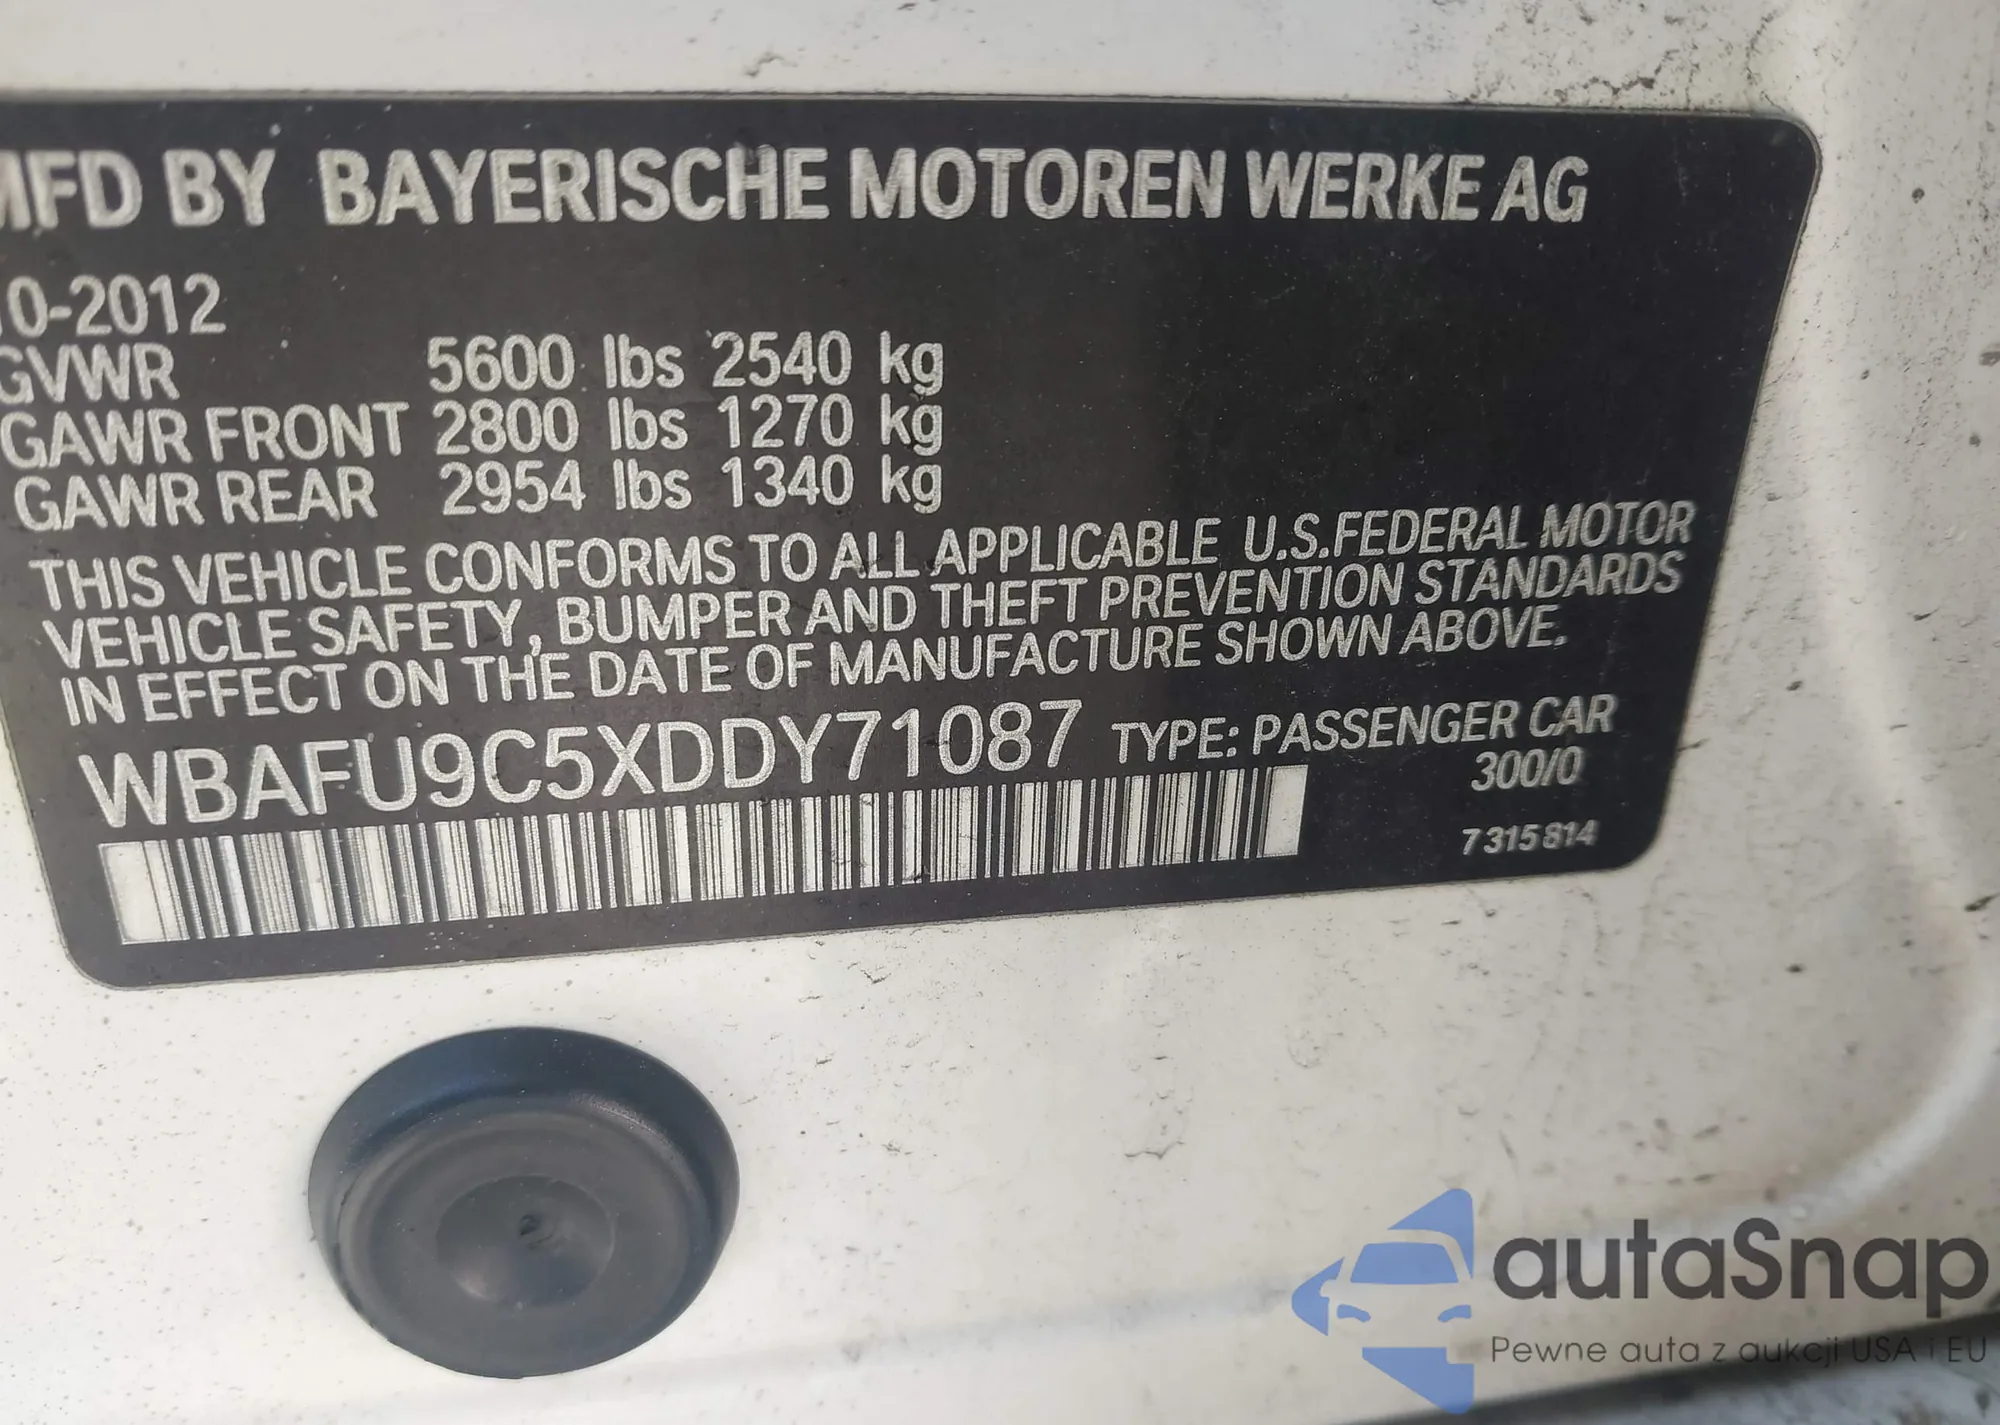 MFD BY BAYERISCHE MOTOREN WERKE AG
10-2012
GVWR 5600 lbs 2540 kg
GAWR FRONT 2800 lbs 1270 kg
GAWR REAR 2954 lbs 1340 kg
THIS VEHICLE CONFORMS TO ALL APPLICABLE U.S.FEDERAL MOTOR
VEHICLE SAFETY, BUMPER AND THEFT PREVENTION STANDARDS
IN EFFECT ON THE DATE OF MANUFACTURE SHOWN ABOVE.
WBAFU9C5XDDY71087 TYPE: PASSENGER CAR
300/0
7315814
autaSnap
Pewne auta z aukcji USA i EU